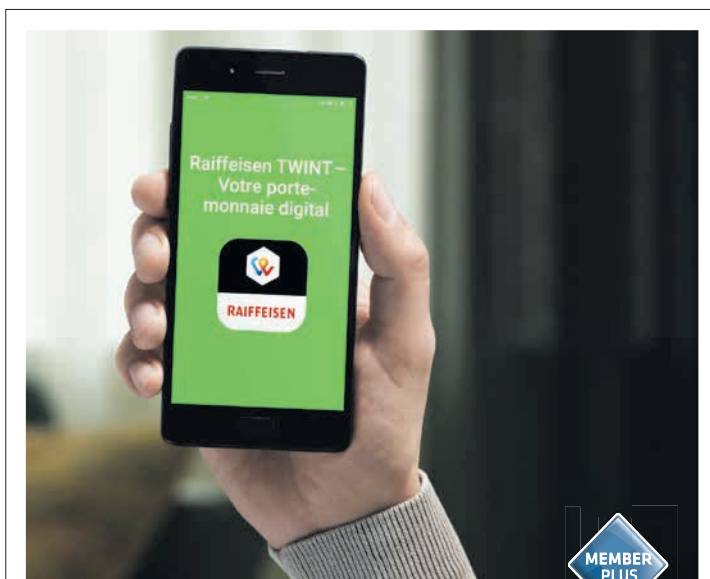 Raiffeisen TWINT –
Votre porte-
monnaie digital
RAIFFEISEN
MEMBER
PLUS